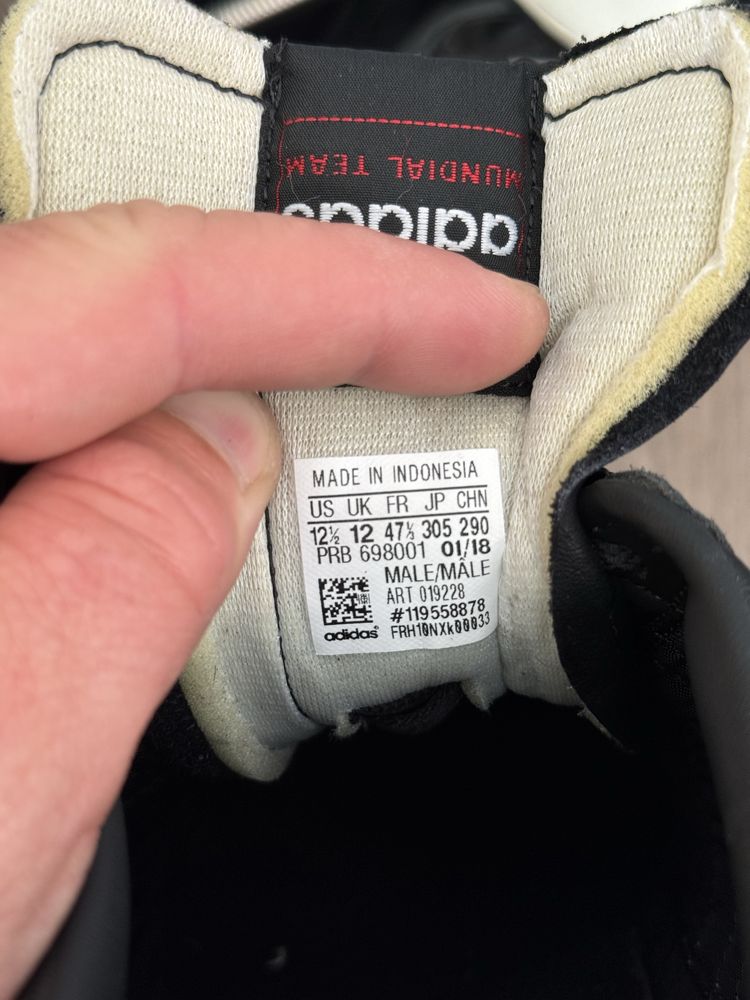 MUNDIAL TEAM
adidas
MADE IN INDONESIA
US UK FR JP CHN
12½ 12 47⅓ 305 290
PRB 698001 01/18
MALE/MÂLE
ART 019228
#119558878
adidas® FRH10NXk00033